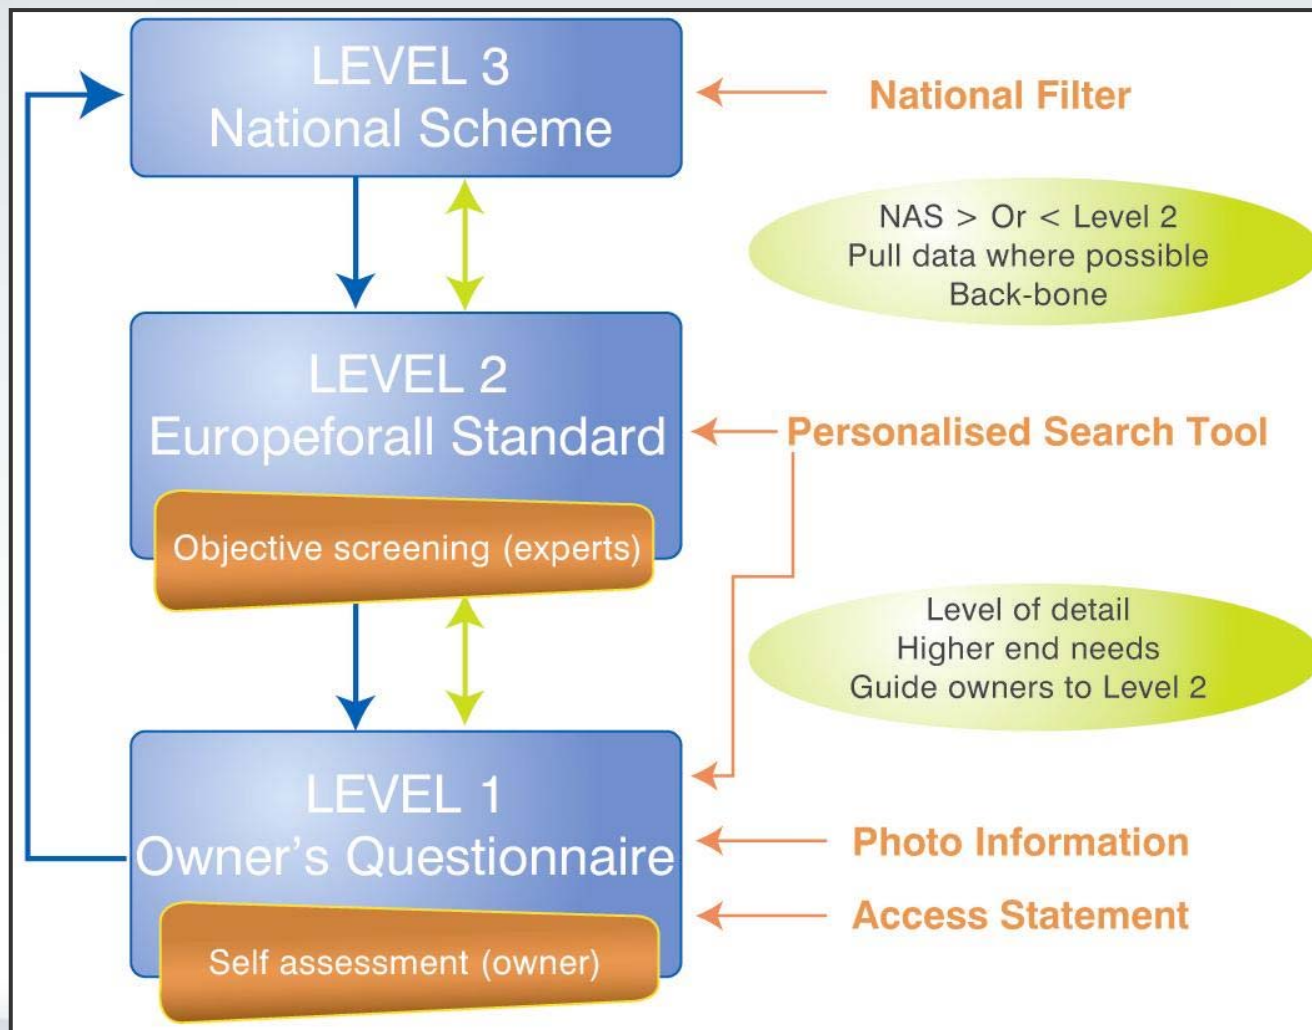 LEVEL 3
National Scheme
National Filter
NAS > Or < Level 2
Pull data where possible
Back-bone
LEVEL 2
Europeforall Standard
Personalised Search Tool
Objective screening (experts)
Level of detail
Higher end needs
Guide owners to Level 2
LEVEL 1
Owner’s Questionnaire
Photo Information
Access Statement
Self assessment (owner)